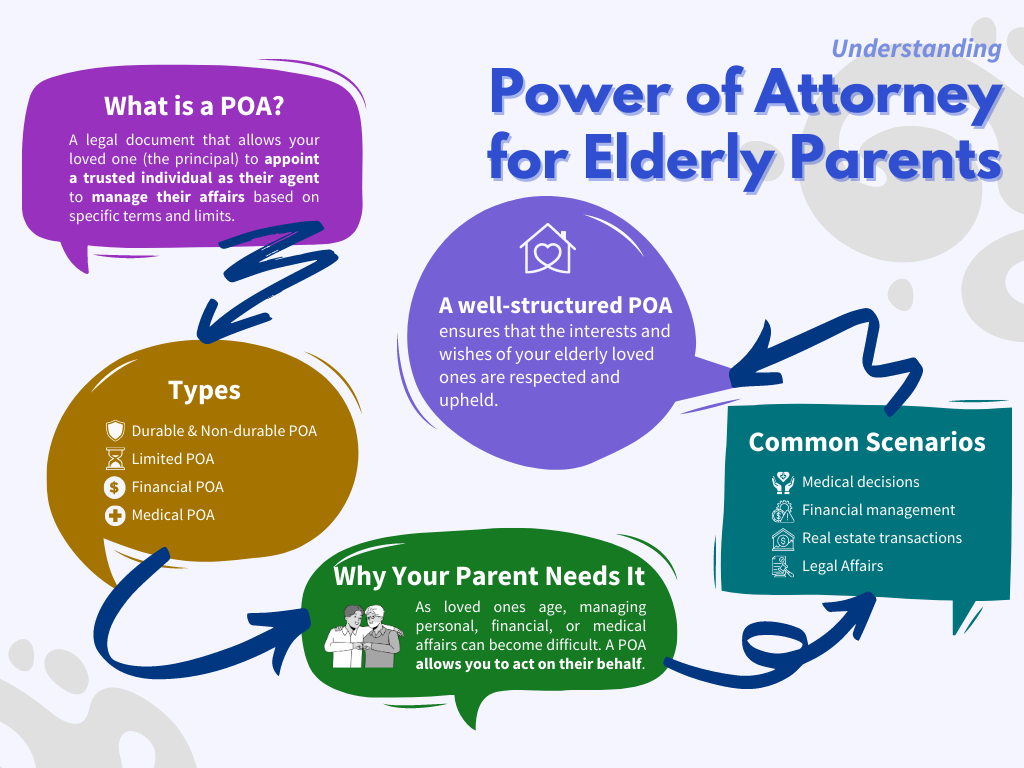 Understanding
Power of Attorney
for Elderly Parents
What is a POA?
A legal document that allows your
loved one (the principal) to appoint
a trusted individual as their agent
to manage their affairs based on
specific terms and limits.
Types
Durable & Non-durable POA
Limited POA
$ Financial POA
Medical POA
Why Your Parent Needs It
As loved ones age, managing
personal, financial, or medical
affairs can become difficult. A POA
allows you to act on their behalf.
Common Scenarios
Medical decisions
Financial management
Real estate transactions
Legal Affairs
A well-structured POA
ensures that the interests and
wishes of your elderly loved
ones are respected and
upheld.